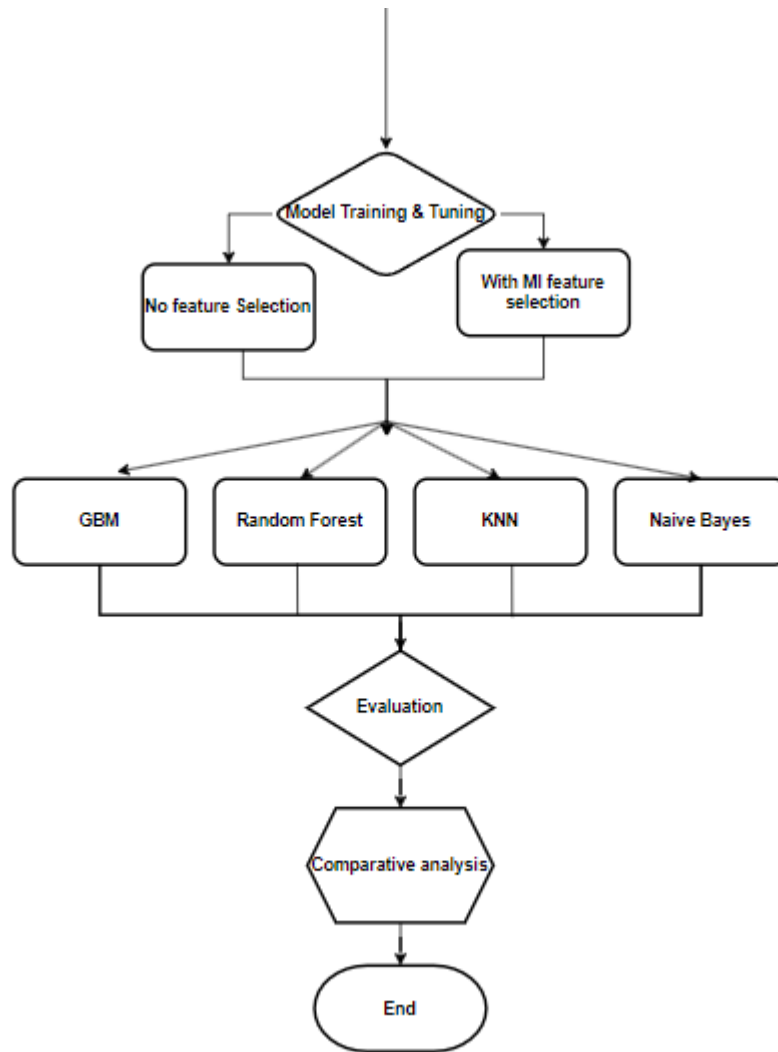 Model Training & Tuning
No feature Selection
With MI feature
selection
GBM
Random Forest
KNN
Naive Bayes
Evaluation
Comparative analysis
End